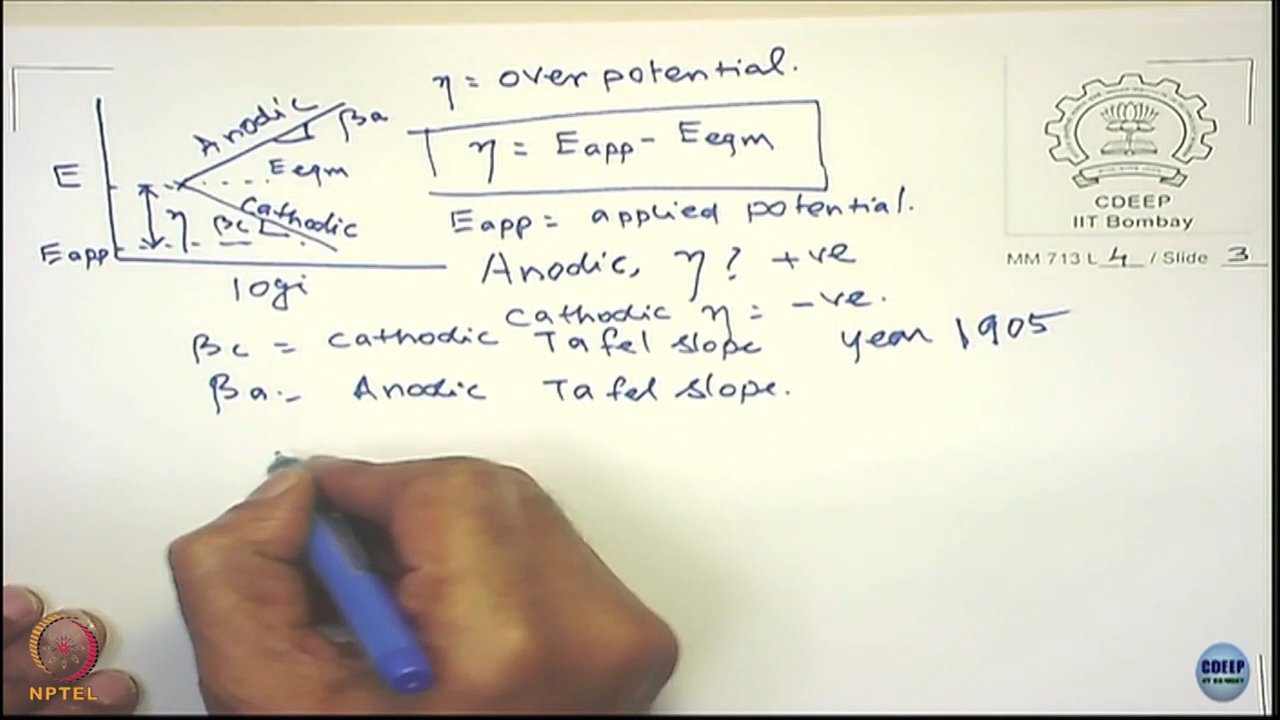 η = over potential.
Anodic
βa
η = Eapp - Eeqm
E
Eeqm
η
βc
Cathodic
Eapp
log i
Eapp = applied potential.
Anodic, η ? +ve
Cathodic η = -ve.
βc = cathodic Tafel slope
year 1905
βa :- Anodic Tafel slope.
CDEEP
IIT Bombay
MM 713 L 4 / Slide 3
NPTEL
CDEEP
IIT BOMBAY